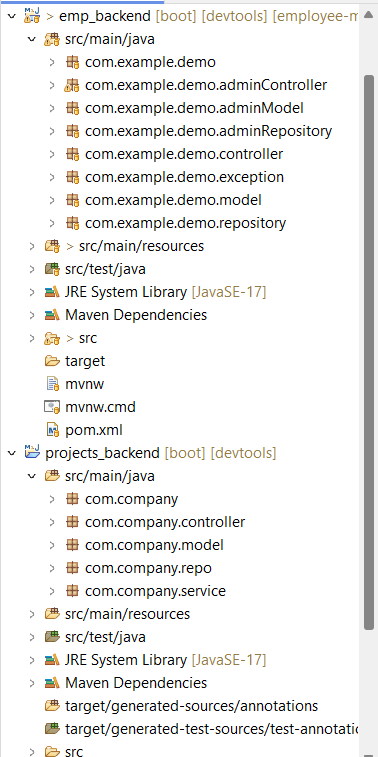 > emp_backend [boot] [devtools] [employee-m
src/main/java
com.example.demo
com.example.demo.adminController
com.example.demo.adminModel
com.example.demo.adminRepository
com.example.demo.controller
com.example.demo.exception
com.example.demo.model
com.example.demo.repository
> src/main/resources
src/test/java
JRE System Library [JavaSE-17]
Maven Dependencies
> src
target
mvnw
mvnw.cmd
pom.xml
projects_backend [boot] [devtools]
src/main/java
com.company
com.company.controller
com.company.model
com.company.repo
com.company.service
src/main/resources
src/test/java
JRE System Library [JavaSE-17]
Maven Dependencies
target/generated-sources/annotations
target/generated-test-sources/test-annotatio
src